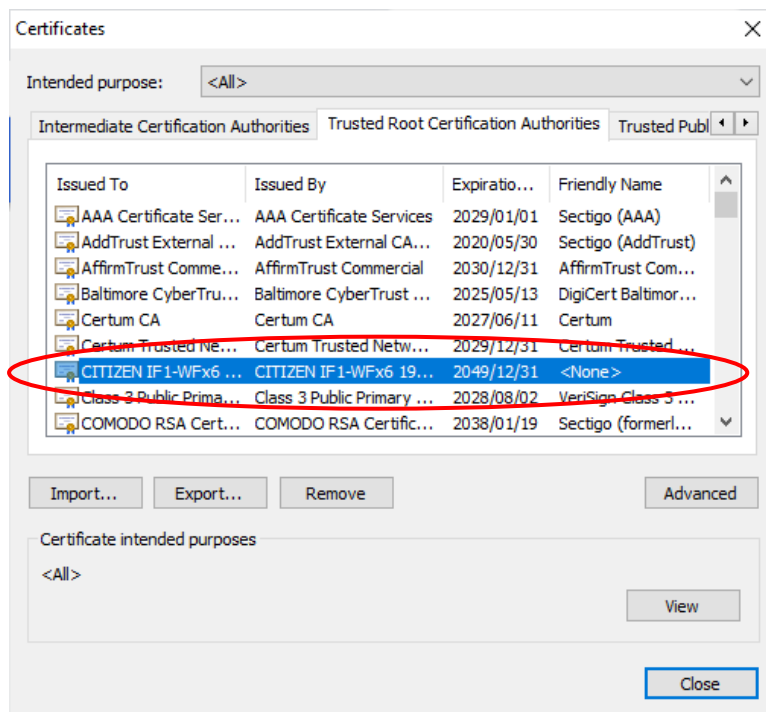 Certificates
Intended purpose: <All>
Intermediate Certification Authorities Trusted Root Certification Authorities Trusted Publ
Issued To Issued By Expiratio... Friendly Name
AAA Certificate Ser... AAA Certificate Services 2029/01/01 Sectigo (AAA)
AddTrust External ... AddTrust External CA... 2020/05/30 Sectigo (AddTrust)
AffirmTrust Comme... AffirmTrust Commercial 2030/12/31 AffirmTrust Com...
Baltimore CyberTru... Baltimore CyberTrust ... 2025/05/13 DigiCert Baltimor...
Certum CA Certum CA 2027/06/11 Certum
Certum Trusted Ne... Certum Trusted Netw... 2029/12/31 Certum Trusted ...
CITIZEN IF1-WFx6 ... CITIZEN IF1-WFx6 19... 2049/12/31 <None>
Class 3 Public Prima... Class 3 Public Primary ... 2028/08/02 VeriSign Class 3 ...
COMODO RSA Cert... COMODO RSA Certific... 2038/01/19 Sectigo (formerl...
Import... Export... Remove Advanced
Certificate intended purposes
<All>
View
Close